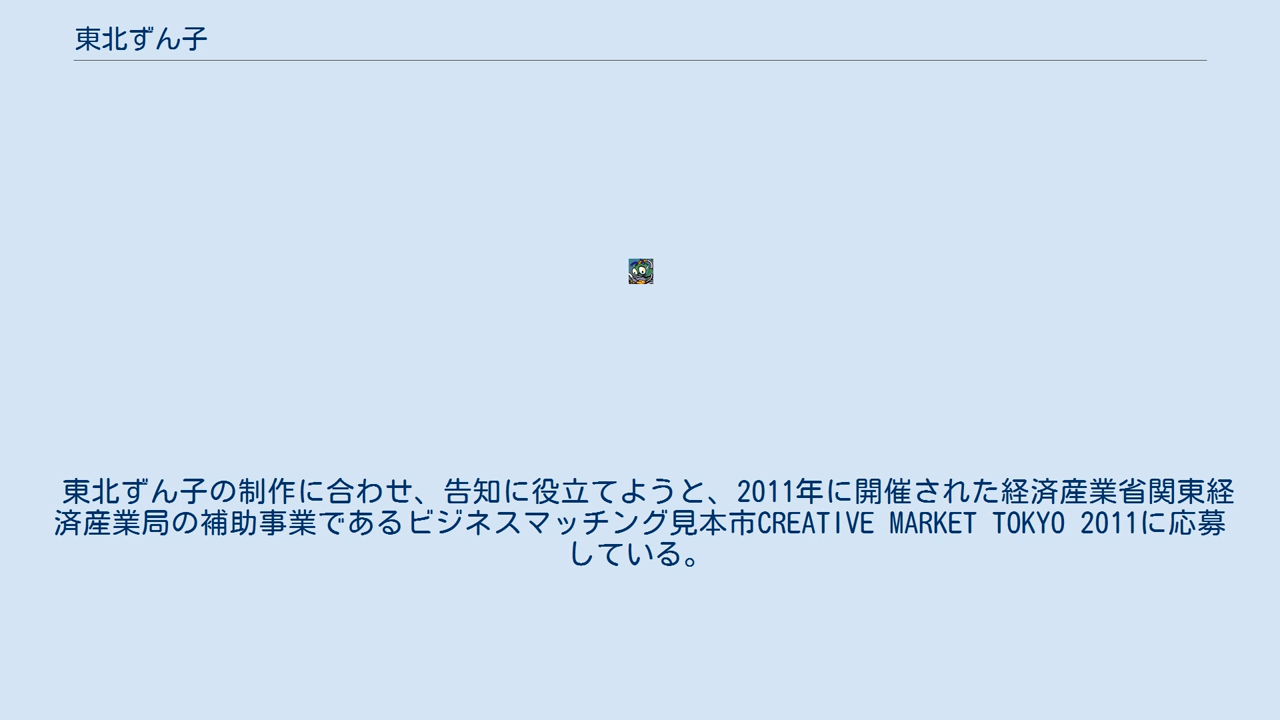 東北ずん子
東北ずん子の制作に合わせ、告知に役立てようと、2011年に開催された経済産業省関東経
済産業局の補助事業であるビジネスマッチング見本市CREATIVE MARKET TOKYO 2011に応募
している。